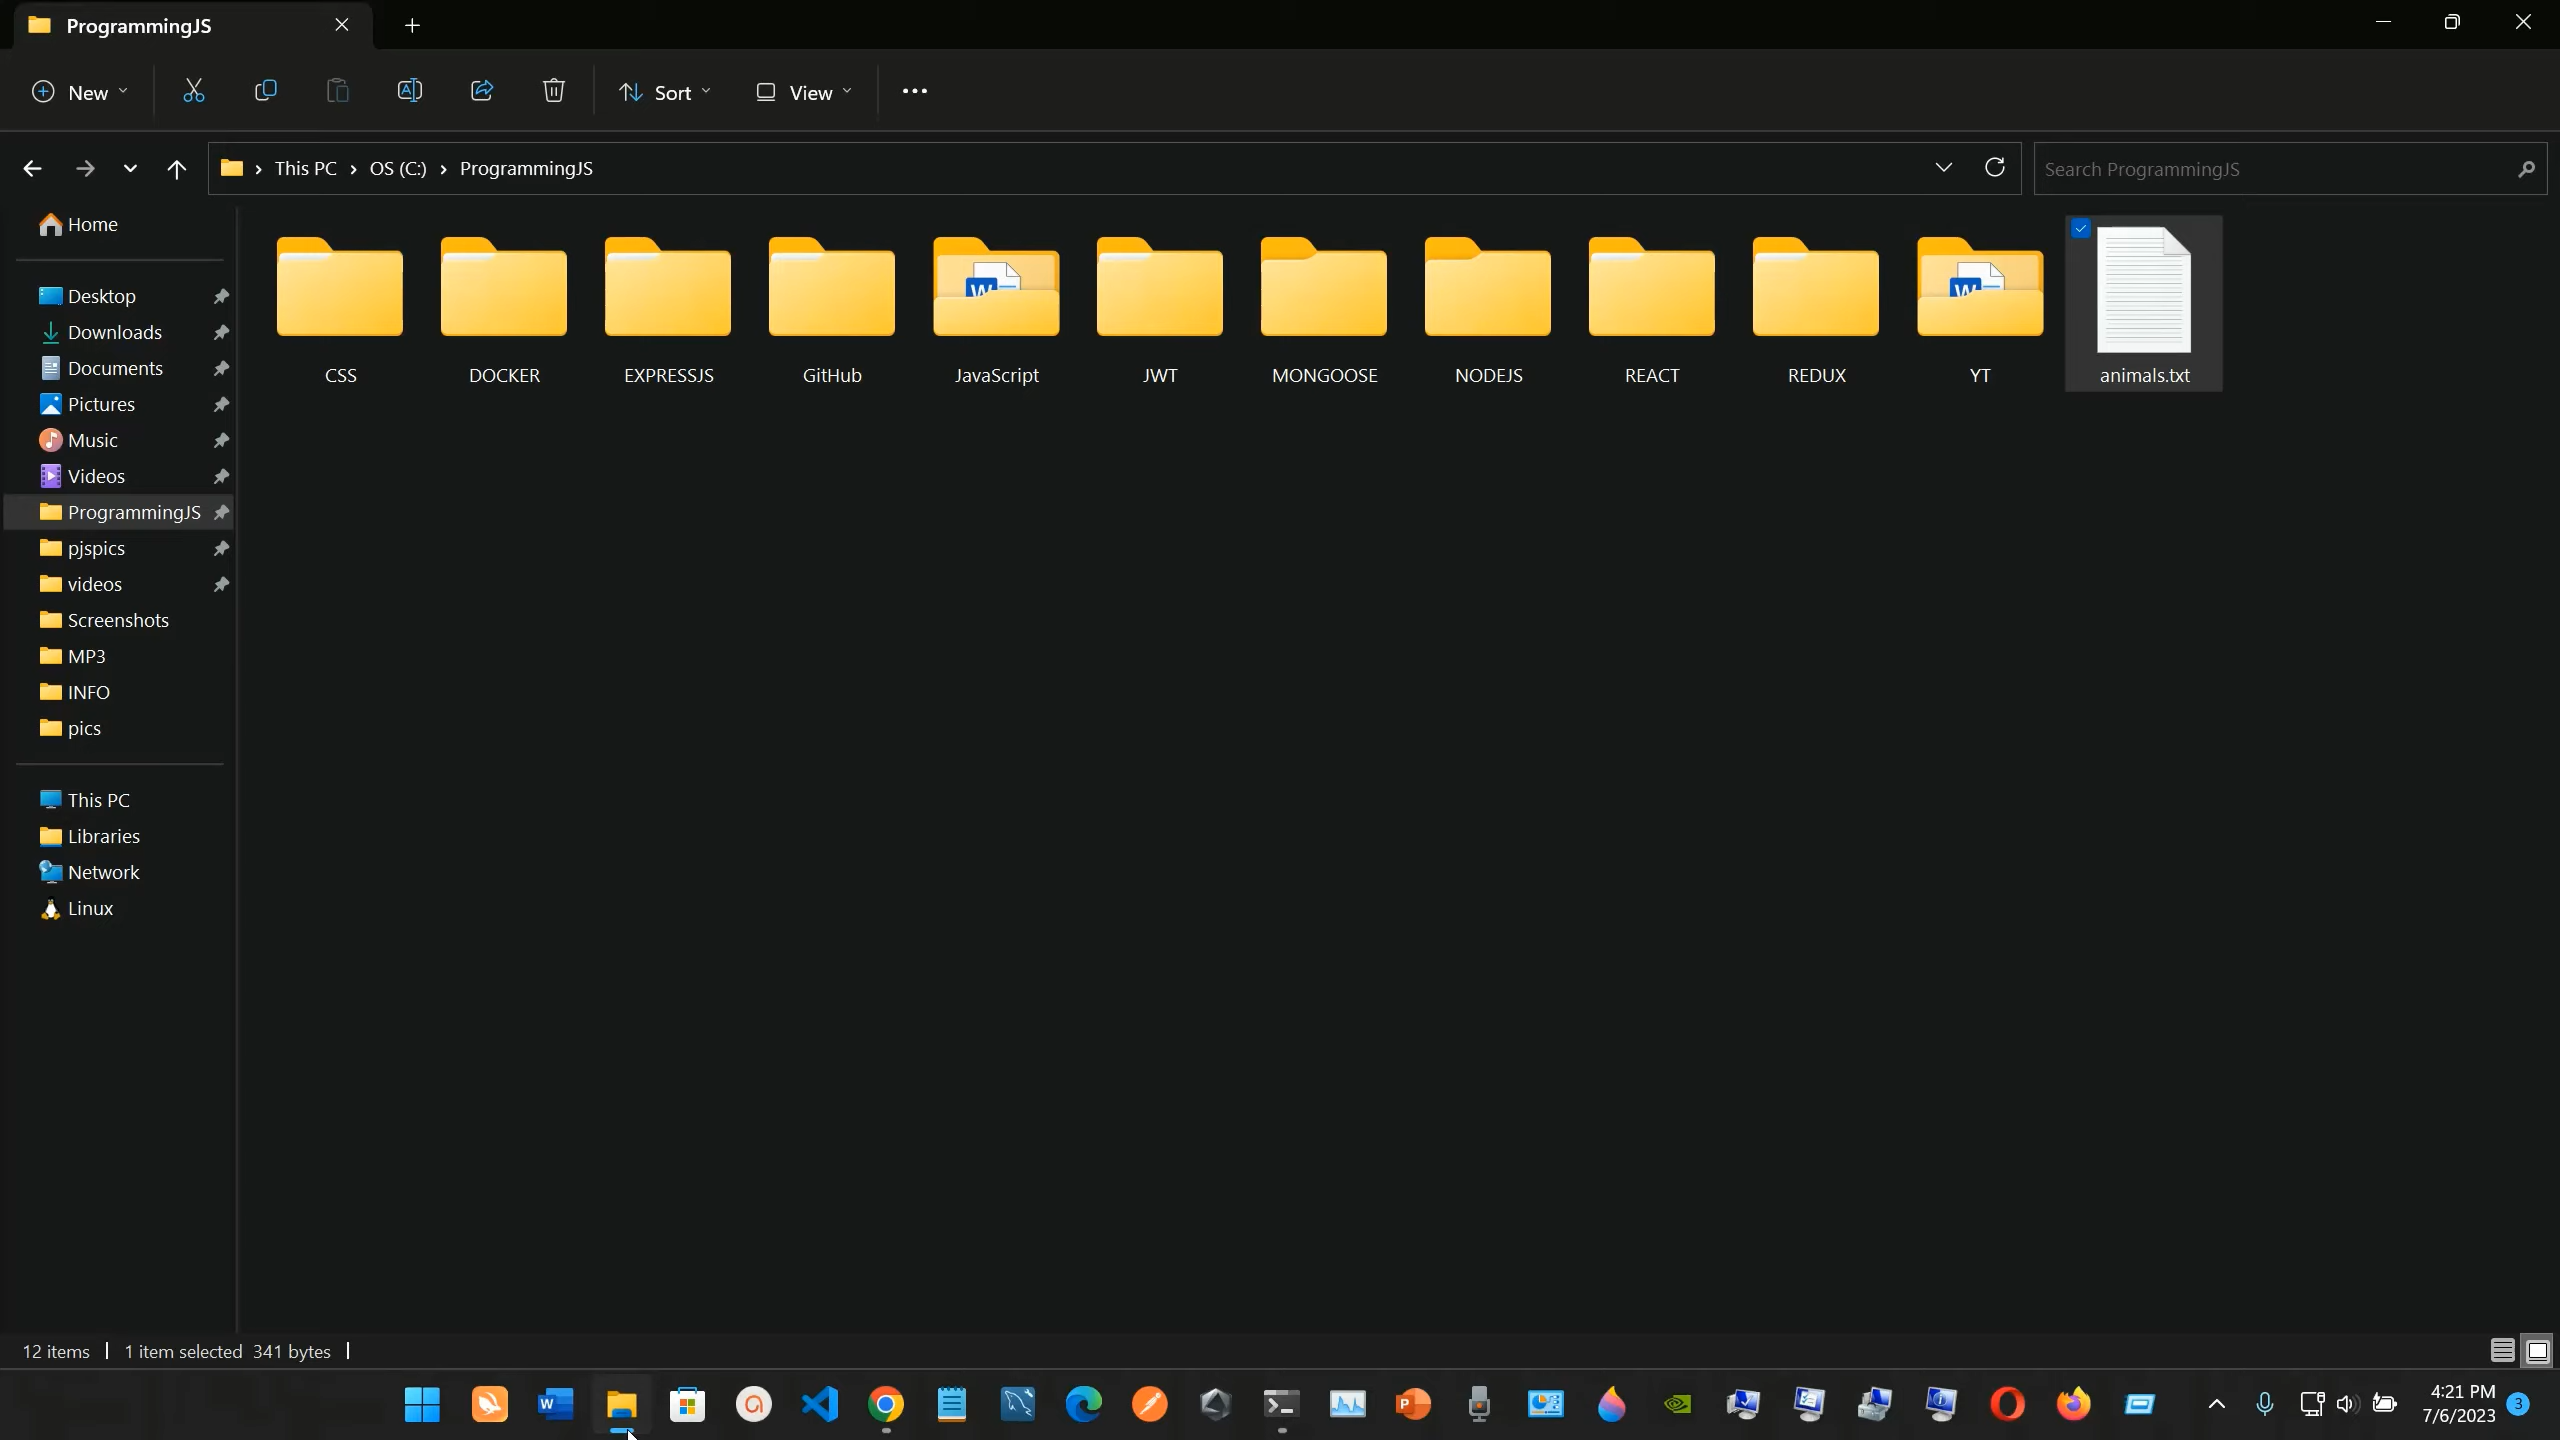 ProgrammingJS
New
Sort
View
This PC
OS (C:)
ProgrammingJS
Search ProgrammingJS
Home
Desktop
Downloads
Documents
Pictures
Music
Videos
ProgrammingJS
pjspics
videos
Screenshots
MP3
INFO
pics
This PC
Libraries
Network
Linux
CSS
DOCKER
EXPRESSJS
GitHub
JavaScript
JWT
MONGOOSE
NODEJS
REACT
REDUX
YT
animals.txt
12 items
1 item selected 341 bytes
4:21 PM
7/6/2023
3